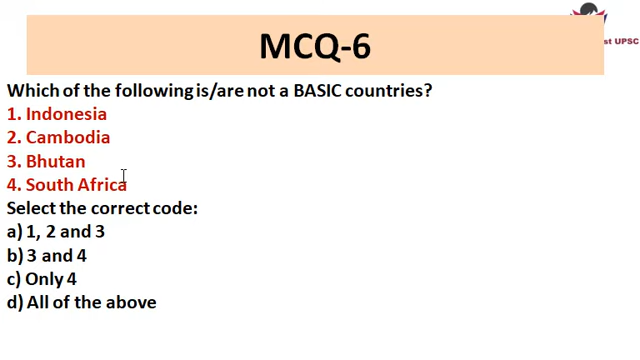 MCQ-6
st UPSC
Which of the following is/are not a BASIC countries?
1. Indonesia
2. Cambodia
3. Bhutan
4. South Africa
Select the correct code:
a) 1, 2 and 3
b) 3 and 4
c) Only 4
d) All of the above